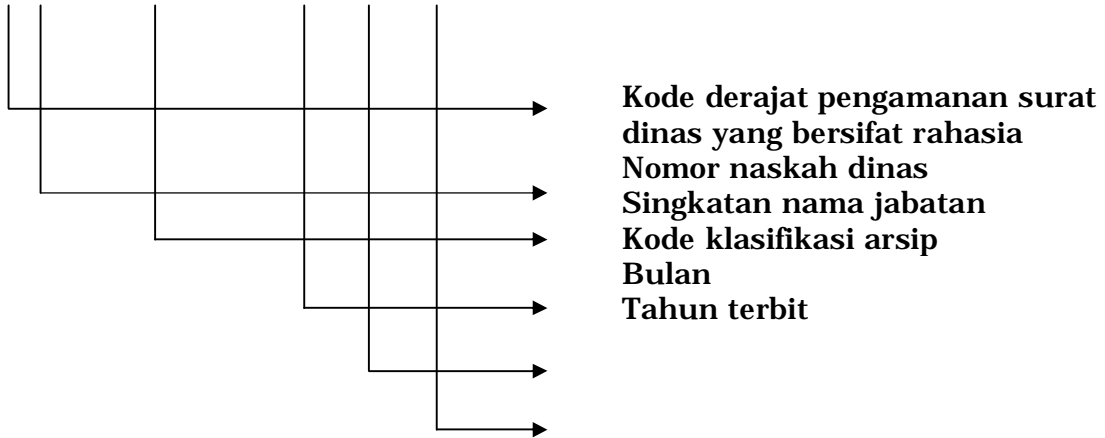 Kode derajat pengamanan surat
dinas yang bersifat rahasia
Nomor naskah dinas
Singkatan nama jabatan
Kode klasifikasi arsip
Bulan
Tahun terbit